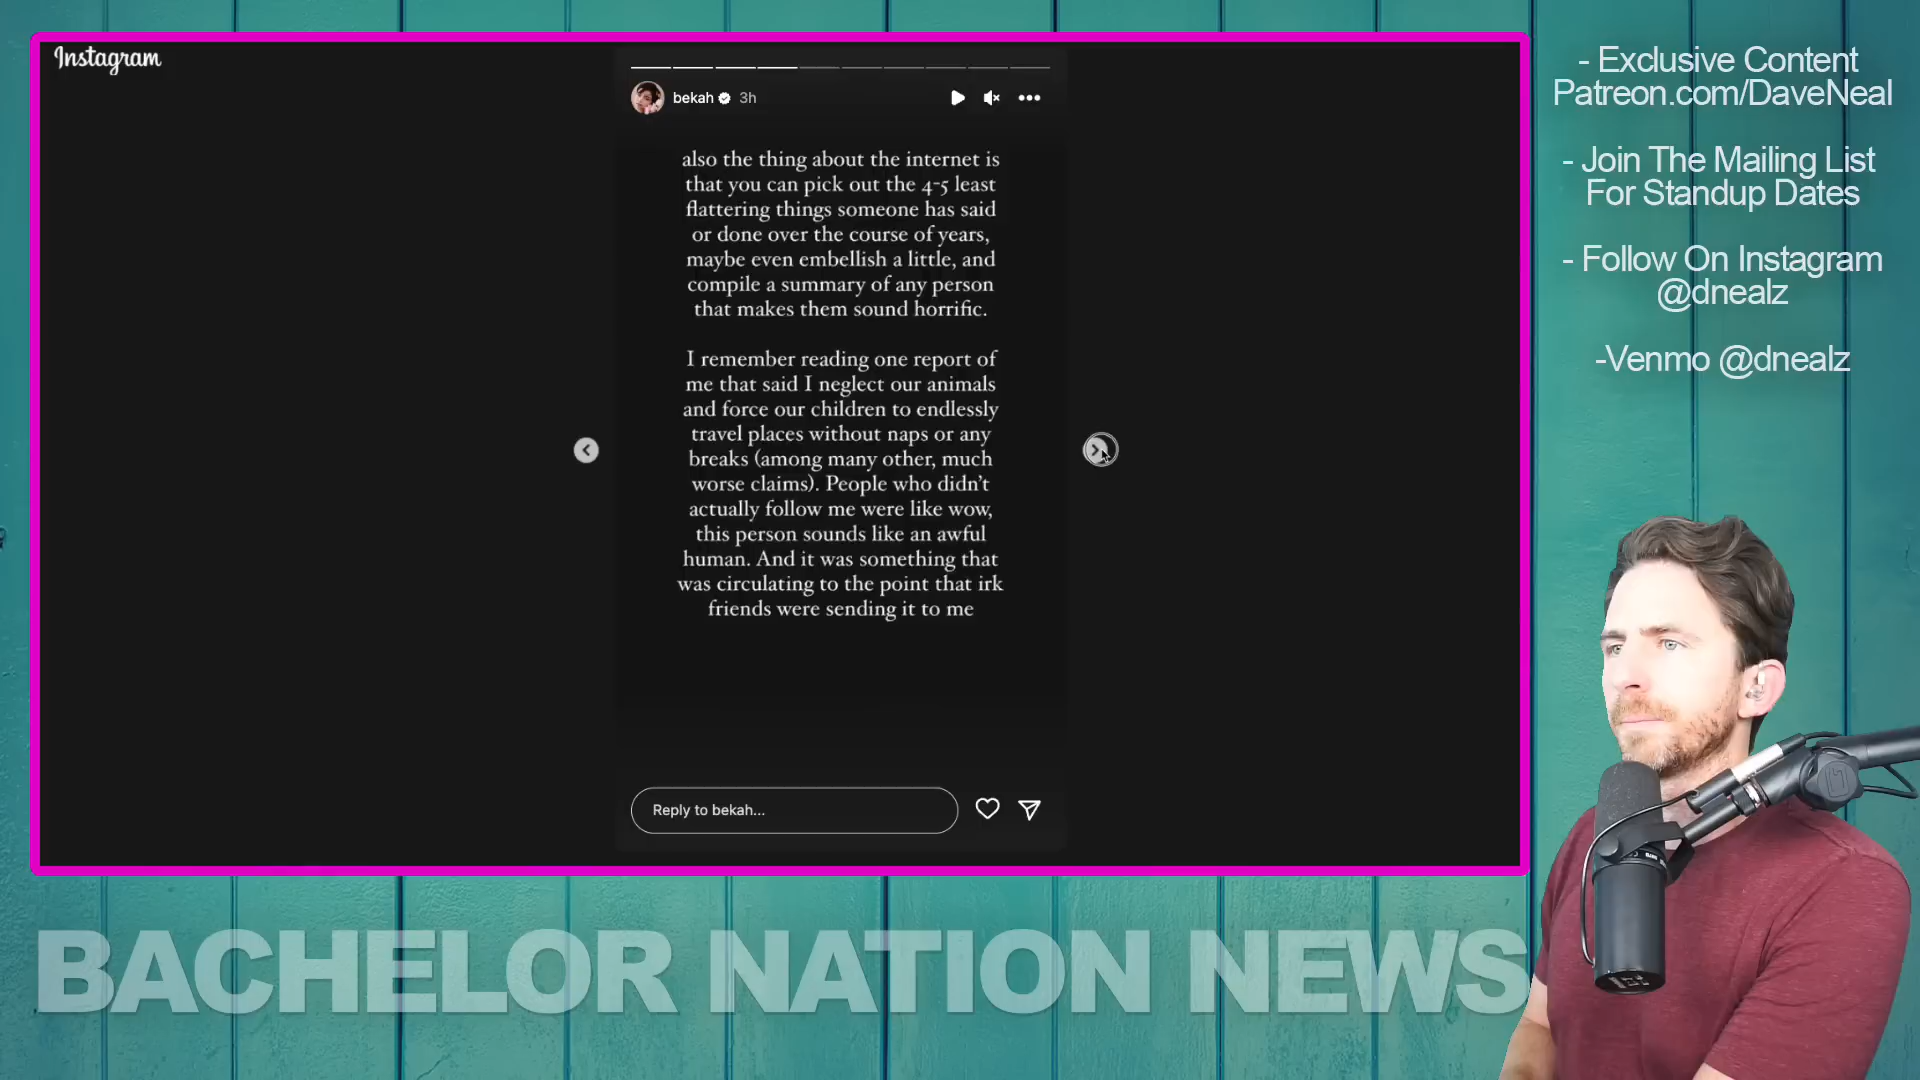 Instagram
bekah 3h
also the thing about the internet is
that you can pick out the 4-5 least
flattering things someone has said
or done over the course of years,
maybe even embellish a little, and
compile a summary of any person
that makes them sound horrific.
I remember reading one report of
me that said I neglect our animals
and force our children to endlessly
travel places without naps or any
breaks (among many other, much
worse claims). People who didn't
actually follow me were like wow,
this person sounds like an awful
human. And it was something that
was circulating to the point that irk
friends were sending it to me
Reply to bekah...
- Exclusive Content
Patreon.com/DaveNeal
- Join The Mailing List
For Standup Dates
- Follow On Instagram
@dnealz
-Venmo @dnealz
BACHELOR NATION NEWS